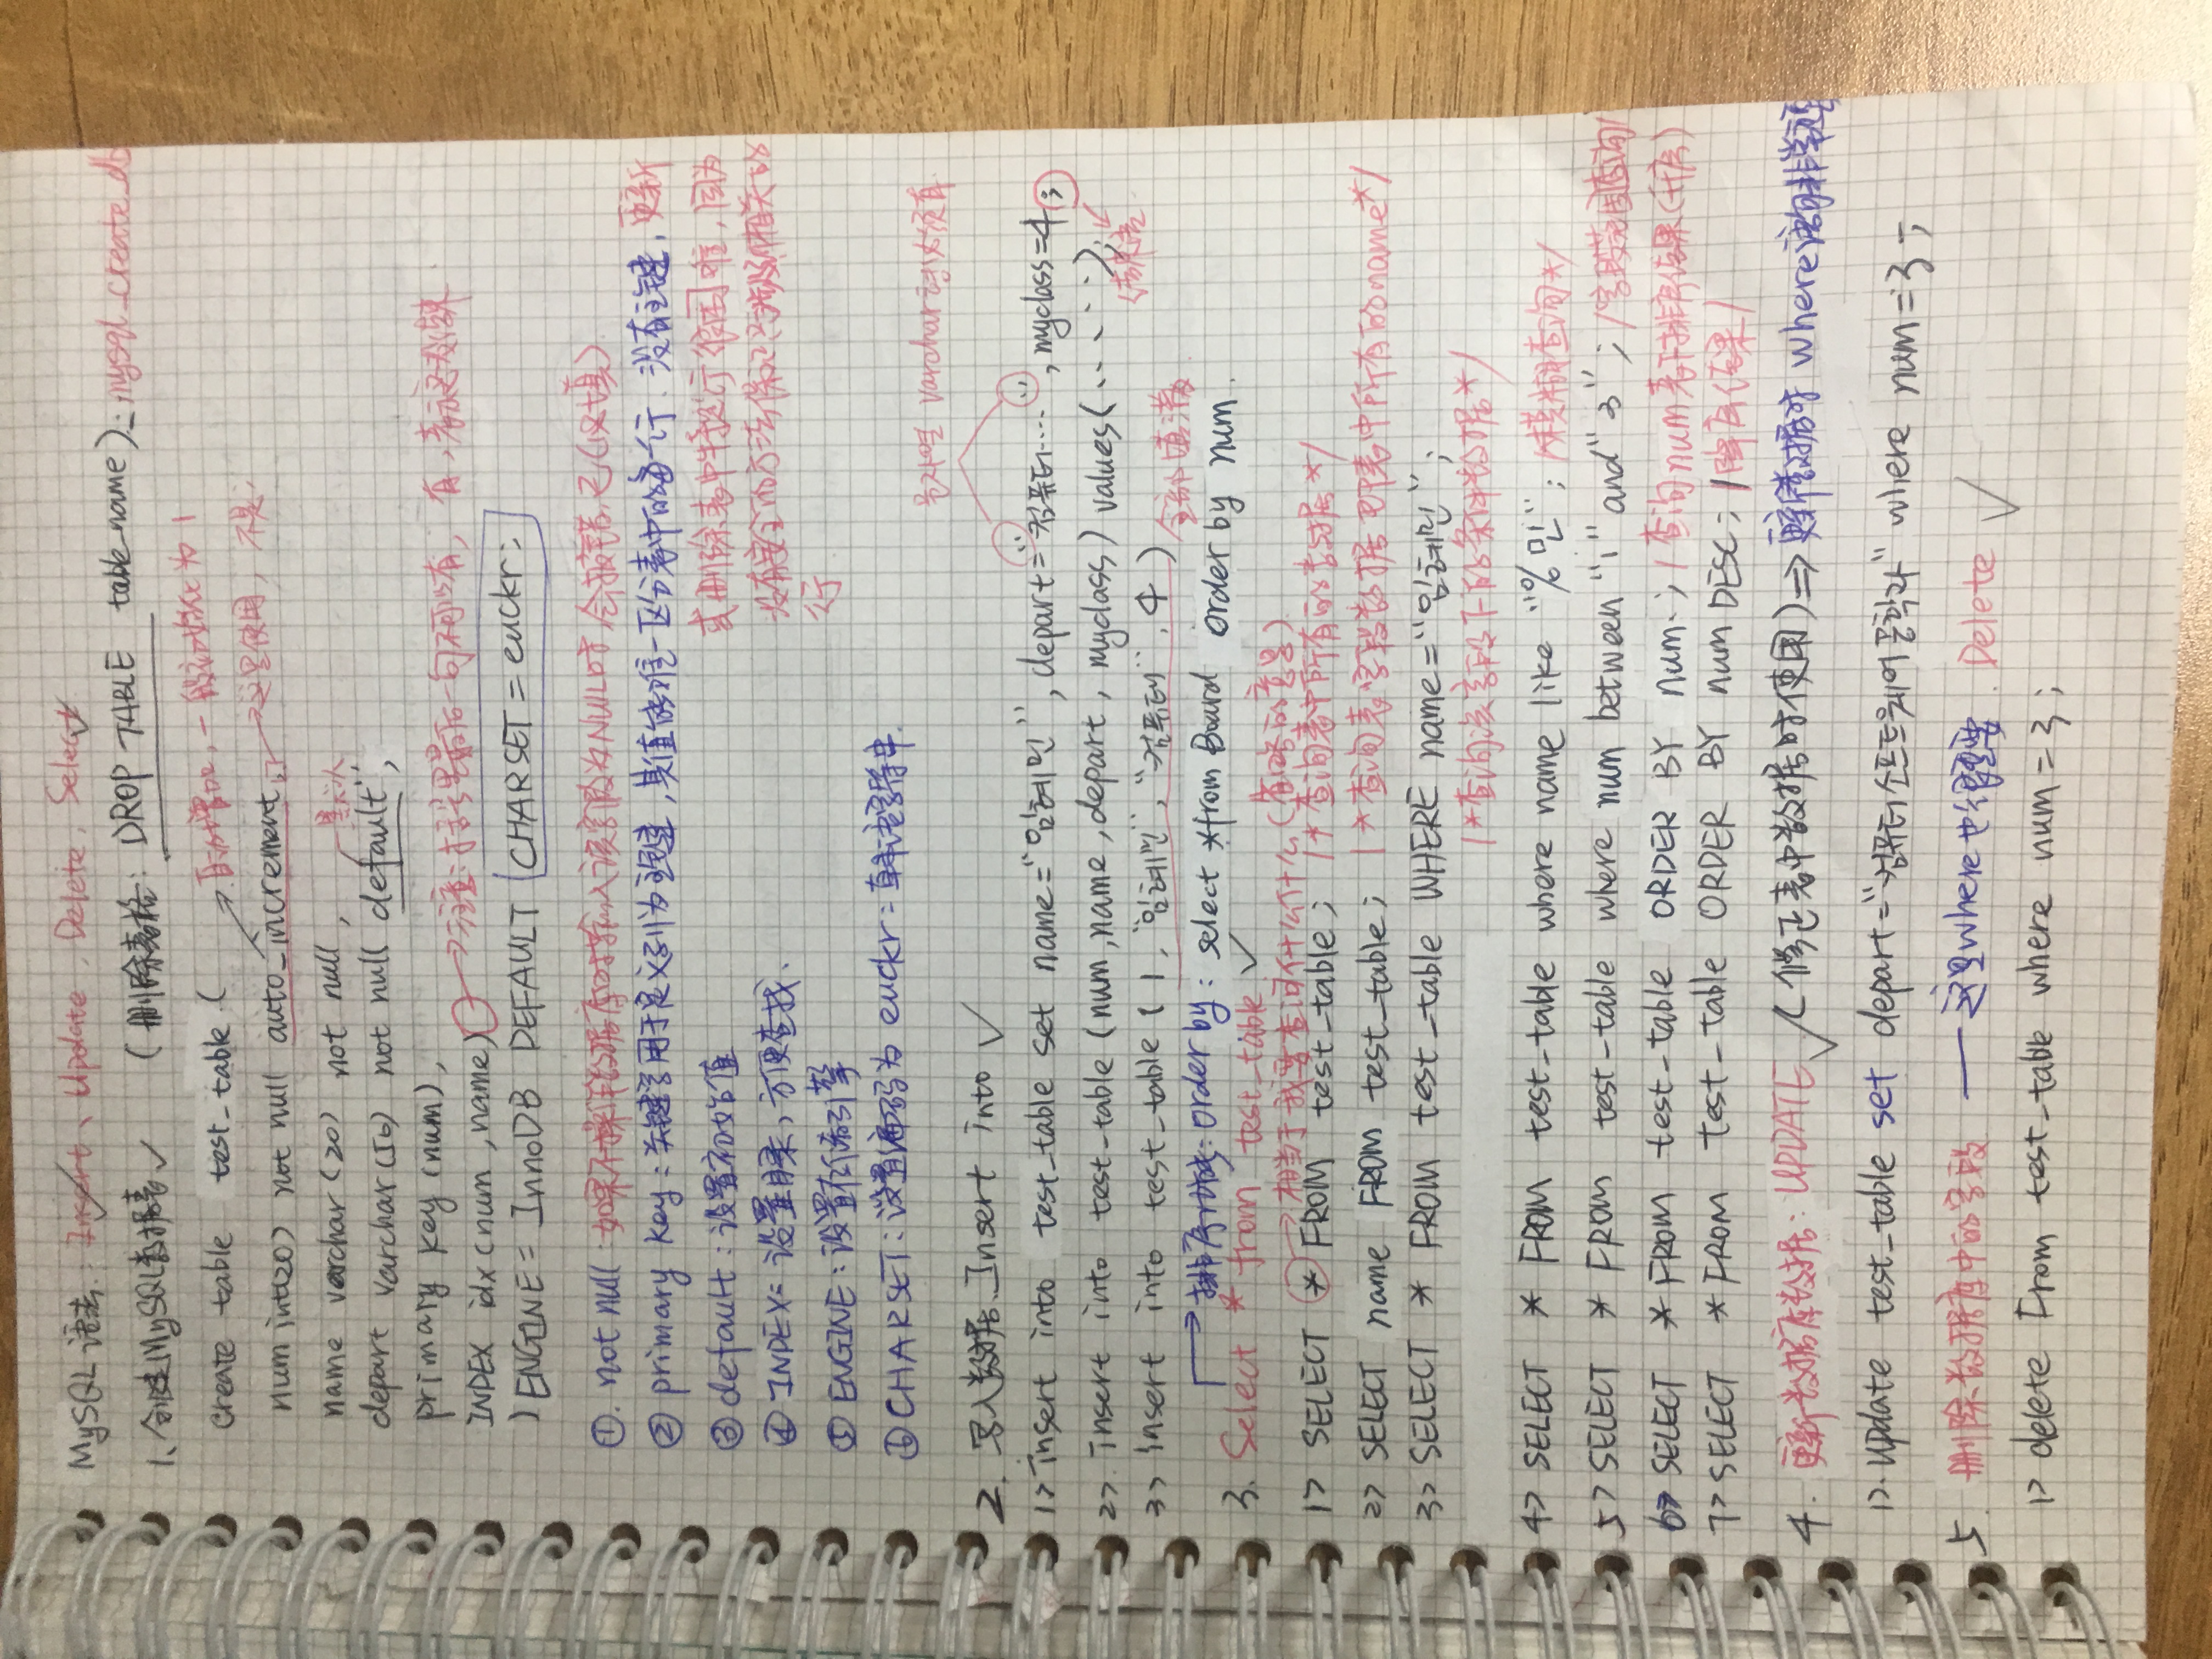 MySQL 语法: Insert、Update, Delete, Select
1、创建MySQL数据表 (删除表格: DROP TABLE table_name); mysql_create_db
create table test_table (
自动增加,一般初始化为1
num int(20) not null auto_increment,
这里使用, 不是;
name varchar(20) not null,
默认
depart varchar(50) not null default'',
primary key (num),
INDEX idx(num,name)
注意:括号里最后一句不可以有, 有,表示还没结束
) ENGINE = InnoDB DEFAULT CHARSET = euckr;
①. not null: 如果不操作数据库时输入该字段为NULL时,会报错 (必填)
② primary key: 关键字用于定义列为主键,其值能唯一区分表中的每一行. 没有主键,更新
或删除表中特定行很困难,因为
没有安全的方法保证只涉及相关的
行
③ default: 设置初始值
④ INDEX: 设置目录,方便查找.
⑤ ENGINE: 设置存储引擎
⑥ CHARSET: 设置编码为 euckr: 韩语字符串.
문자열 varchar형 必须有
2. 写入数据 Insert into
1> insert into test_table set name="임혜민", depart="컴퓨터....", myclass=4;
2>. insert into test_table (num,name,depart, myclass) values(.....);
结束语
3> insert into test_table (1, "임혜민", "컴퓨터", 4) 全部填满
排序 order by: select *from Board order by num.
3. Select * from test_table
相当于我要查询什么什么(省略的意思)
1> SELECT * FROM test_table; /*查询表中所有的数据*/
2> SELECT name FROM test_table; /*查询表字段数据 即表中所有的name*/
3> SELECT * FROM test_table WHERE name="임혜민";
/*查询该字段下的条件数据*/
4> SELECT * FROM test_table where name like "%민"; /*模糊查询*/
5> SELECT * FROM test_table where num between "1" and "3"; /字段范围查询/
6> SELECT * FROM test_table ORDER BY num.; /查询num表下排序结果(升序)
7> SELECT * FROM test_table ORDER BY num DESC; /降序结果/
4. 更新数据库数据: UPDATE (修正表中数据时使用)⇒更新数据时 where语句非常重要
1>. update test_table set depart="컴퓨터소프트웨어공학과" where num=3;
5. 删除数据库中的字段 — 这里where也很重要. Delete
1> delete From test_table where num=3;